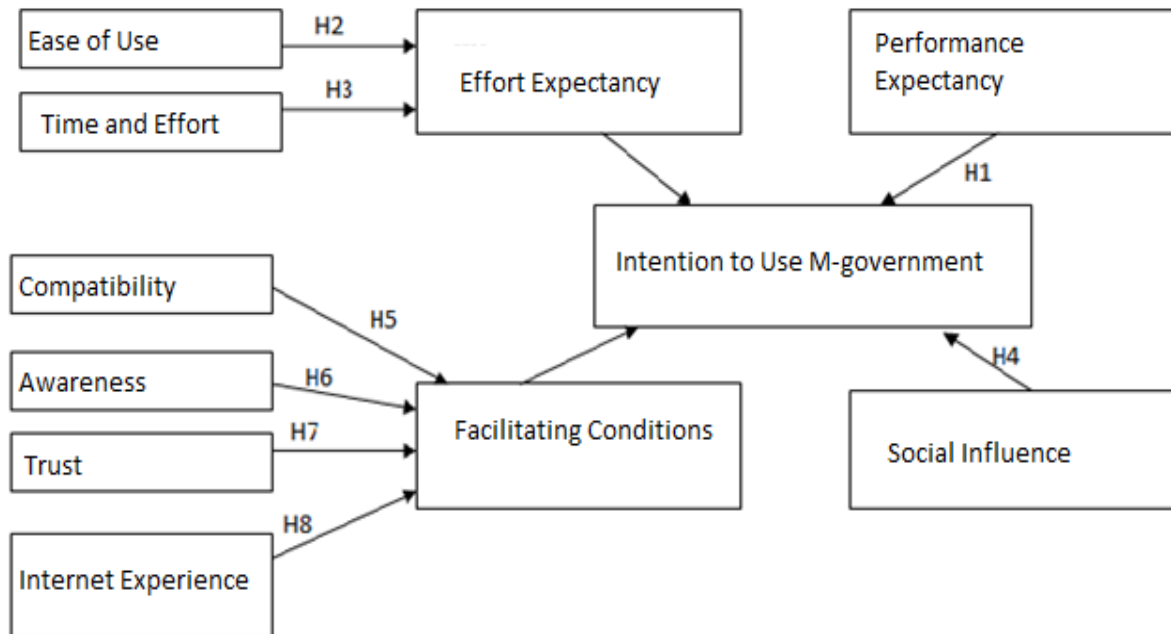 Ease of Use
H2
Effort Expectancy
Performance
Expectancy
Time and Effort
H3
H1
Intention to Use M-government
Compatibility
H5
H4
Awareness
H6
Facilitating Conditions
Social Influence
Trust
H7
Internet Experience
H8